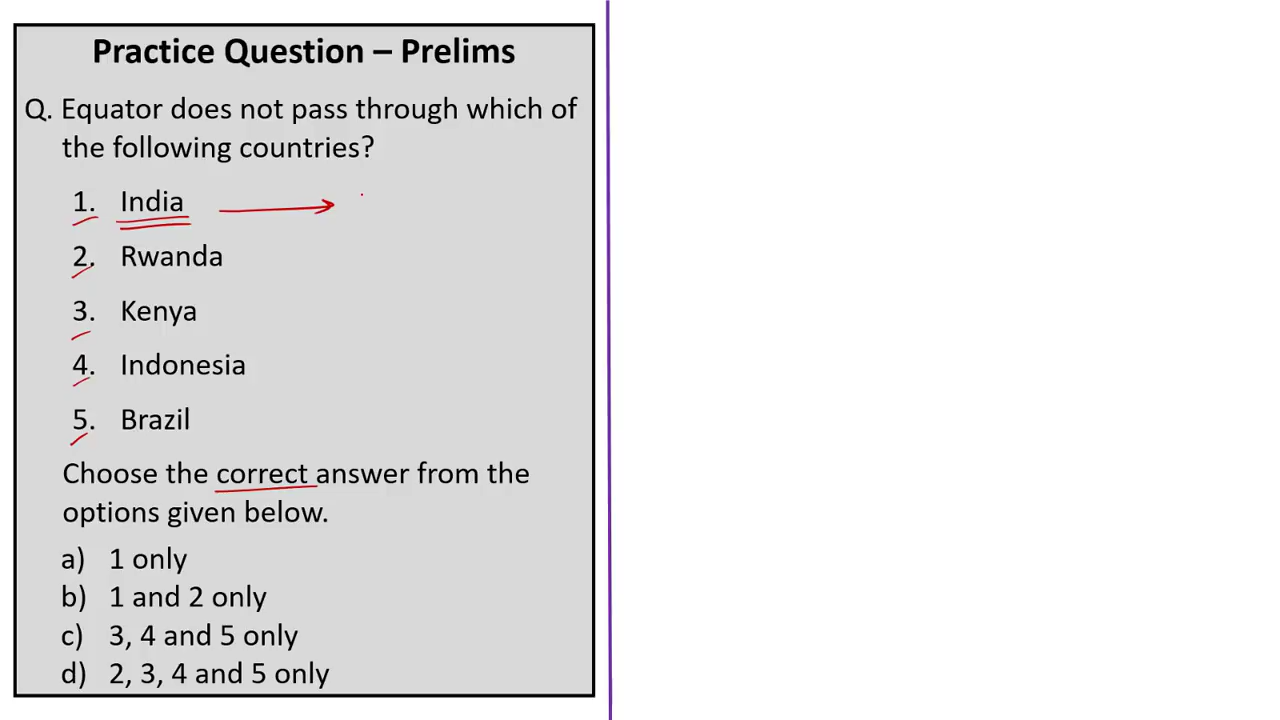 Practice Question – Prelims
Q. Equator does not pass through which of
the following countries?
1. India
2. Rwanda
3. Kenya
4. Indonesia
5. Brazil
Choose the correct answer from the
options given below.
a) 1 only
b) 1 and 2 only
c) 3, 4 and 5 only
d) 2, 3, 4 and 5 only